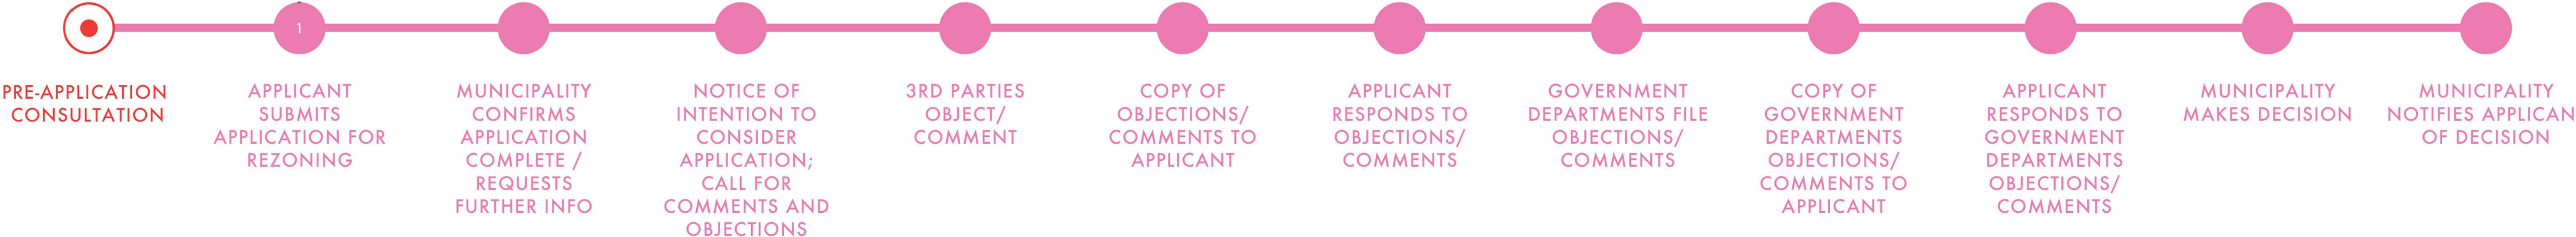 1
PRE-APPLICATION
CONSULTATION
APPLICANT
SUBMITS
APPLICATION FOR
REZONING
MUNICIPALITY
CONFIRMS
APPLICATION
COMPLETE /
REQUESTS
FURTHER INFO
NOTICE OF
INTENTION TO
CONSIDER
APPLICATION;
CALL FOR
COMMENTS AND
OBJECTIONS
3RD PARTIES
OBJECT/
COMMENT
COPY OF
OBJECTIONS/
COMMENTS TO
APPLICANT
APPLICANT
RESPONDS TO
OBJECTIONS/
COMMENTS
GOVERNMENT
DEPARTMENTS FILE
OBJECTIONS/
COMMENTS
COPY OF
GOVERNMENT
DEPARTMENTS
OBJECTIONS/
COMMENTS TO
APPLICANT
APPLICANT
RESPONDS TO
GOVERNMENT
DEPARTMENTS
OBJECTIONS/
COMMENTS
MUNICIPALITY
MAKES DECISION
MUNICIPALITY
NOTIFIES APPLICAN
OF DECISION